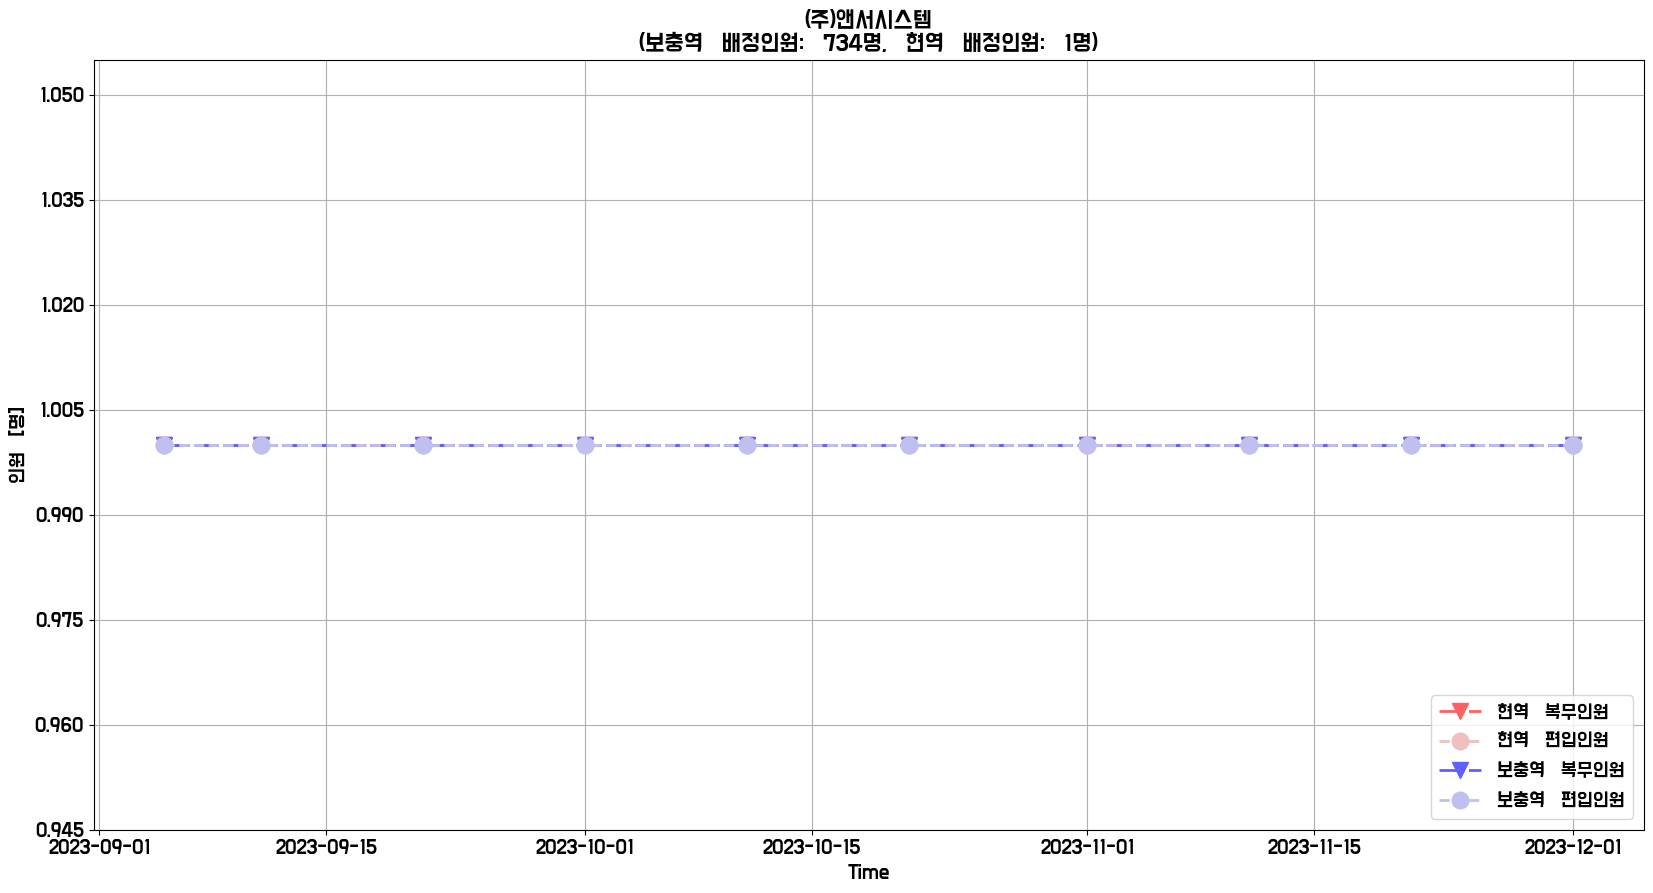 (주)앤서시스템
(보충역 배정인원: 734명, 현역 배정인원: 1명)
1.050
1.035
1.020
1.005
0.990
0.975
0.960
0.945
인원 [명]
현역 복무인원
현역 편입인원
보충역 복무인원
보충역 편입인원
2023-09-01 2023-09-15 2023-10-01 2023-10-15 2023-11-01 2023-11-15 2023-12-01
Time